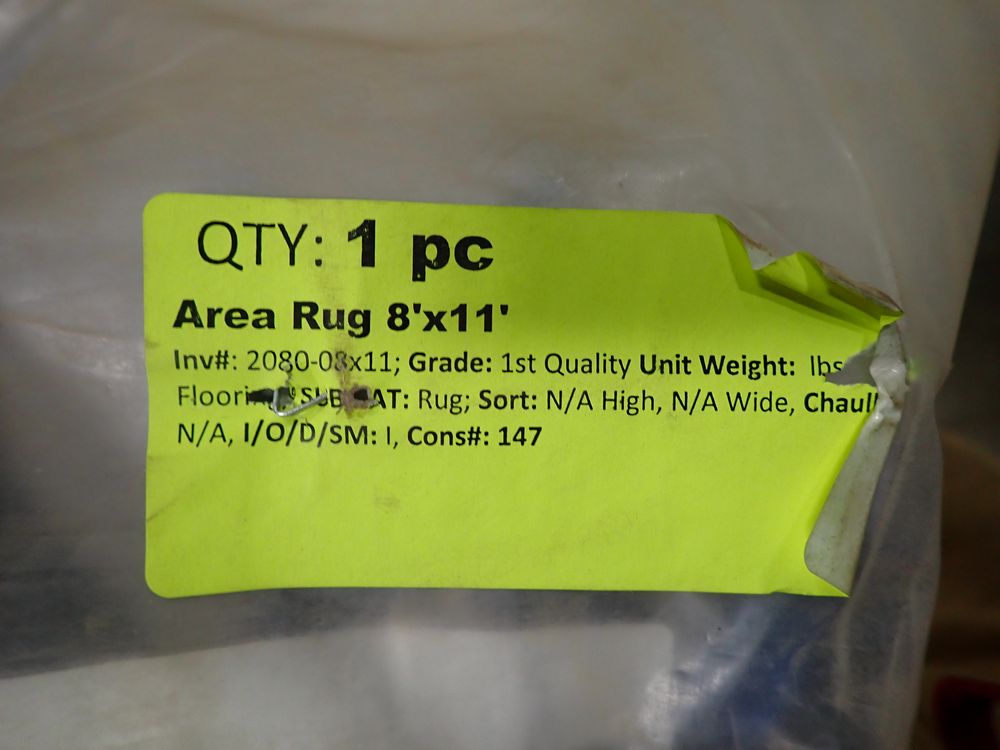 QTY: 1 pc
Area Rug 8'x11'
Inv#: 2080-08x11; Grade: 1st Quality Unit Weight: lbs
Rug; Sort: N/A High, N/A Wide,
N/A, I/O/D/SM: I, Cons#: 147